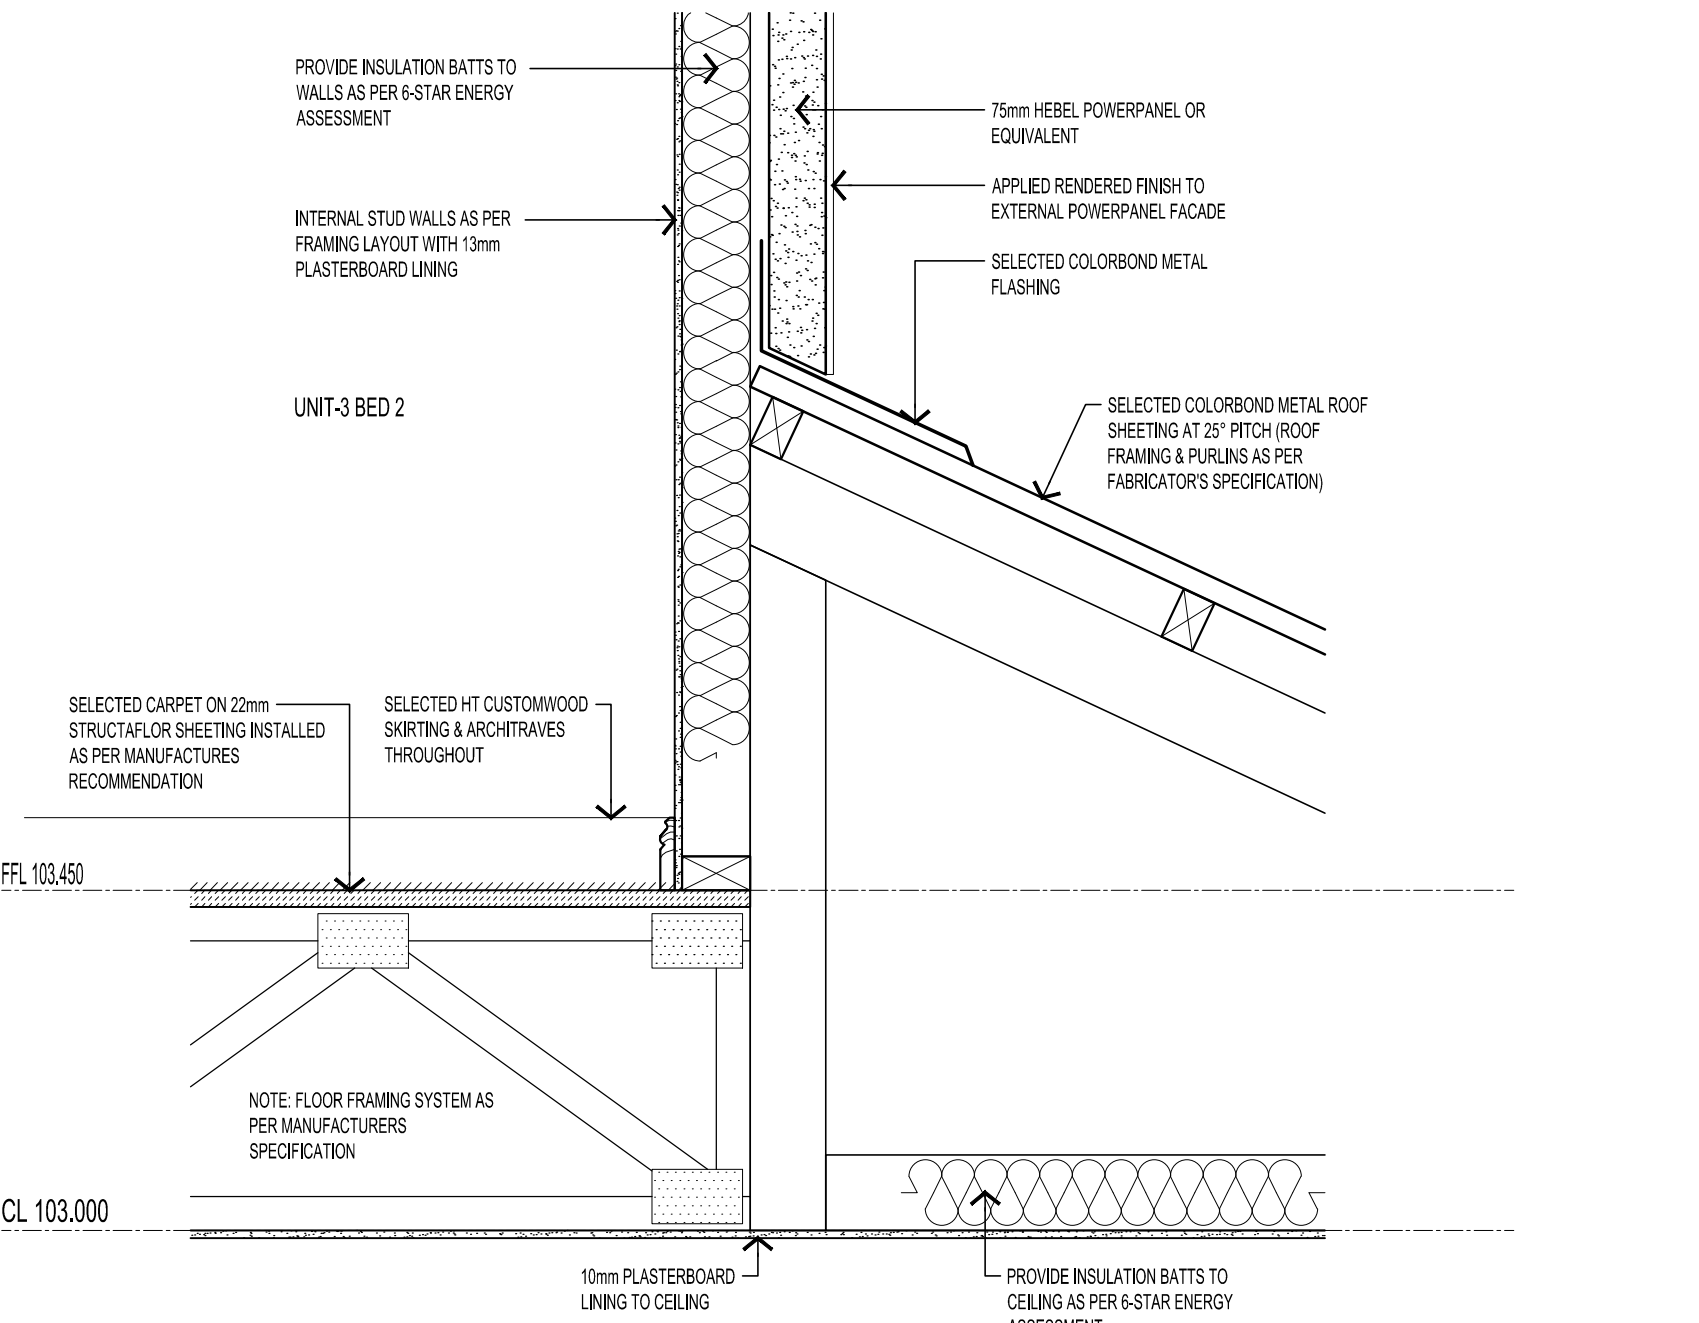 PROVIDE INSULATION BATTS TO
WALLS AS PER 6-STAR ENERGY
ASSESSMENT
75mm HEBEL POWERPANEL OR
EQUIVALENT
APPLIED RENDERED FINISH TO
EXTERNAL POWERPANEL FACADE
INTERNAL STUD WALLS AS PER
FRAMING LAYOUT WITH 13mm
PLASTERBOARD LINING
SELECTED COLORBOND METAL
FLASHING
UNIT-3 BED 2
SELECTED COLORBOND METAL ROOF
SHEETING AT 25° PITCH (ROOF
FRAMING & PURLINS AS PER
FABRICATOR'S SPECIFICATION)
SELECTED CARPET ON 22mm
STRUCTAFLOR SHEETING INSTALLED
AS PER MANUFACTURES
RECOMMENDATION
SELECTED HT CUSTOMWOOD
SKIRTING & ARCHITRAVES
THROUGHOUT
FFL 103.450
NOTE: FLOOR FRAMING SYSTEM AS
PER MANUFACTURERS
SPECIFICATION
CL 103.000
10mm PLASTERBOARD
LINING TO CEILING
PROVIDE INSULATION BATTS TO
CEILING AS PER 6-STAR ENERGY
ASSESSMENT